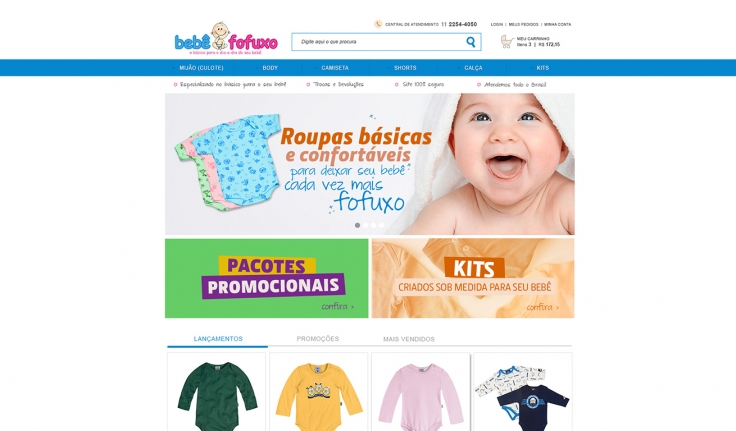 CENTRAL DE ATENDIMENTO 11 2254-4050
LOGIN | MEUS PEDIDOS | MINHA CONTA
bebê fofuxo
o básico para o dia-a-dia do seu bebê
Digite aqui o que procura
MEU CARRINHO
Itens 3 | R$ 172,15
MIJÃO (CULOTE) BODY CAMISETA SHORTS CALÇA KITS
Especializado no básico para o seu bebê Trocas e Devoluções Site 100% seguro Atendemos todo o Brasil
Roupas básicas
e confortáveis
para deixar seu bebê
cada vez mais
fofuxo
PACOTES
PROMOCIONAIS
confira >
KITS
CRIADOS SOB MEDIDA PARA SEU BEBÊ
confira >
LANÇAMENTOS PROMOÇÕES MAIS VENDIDOS